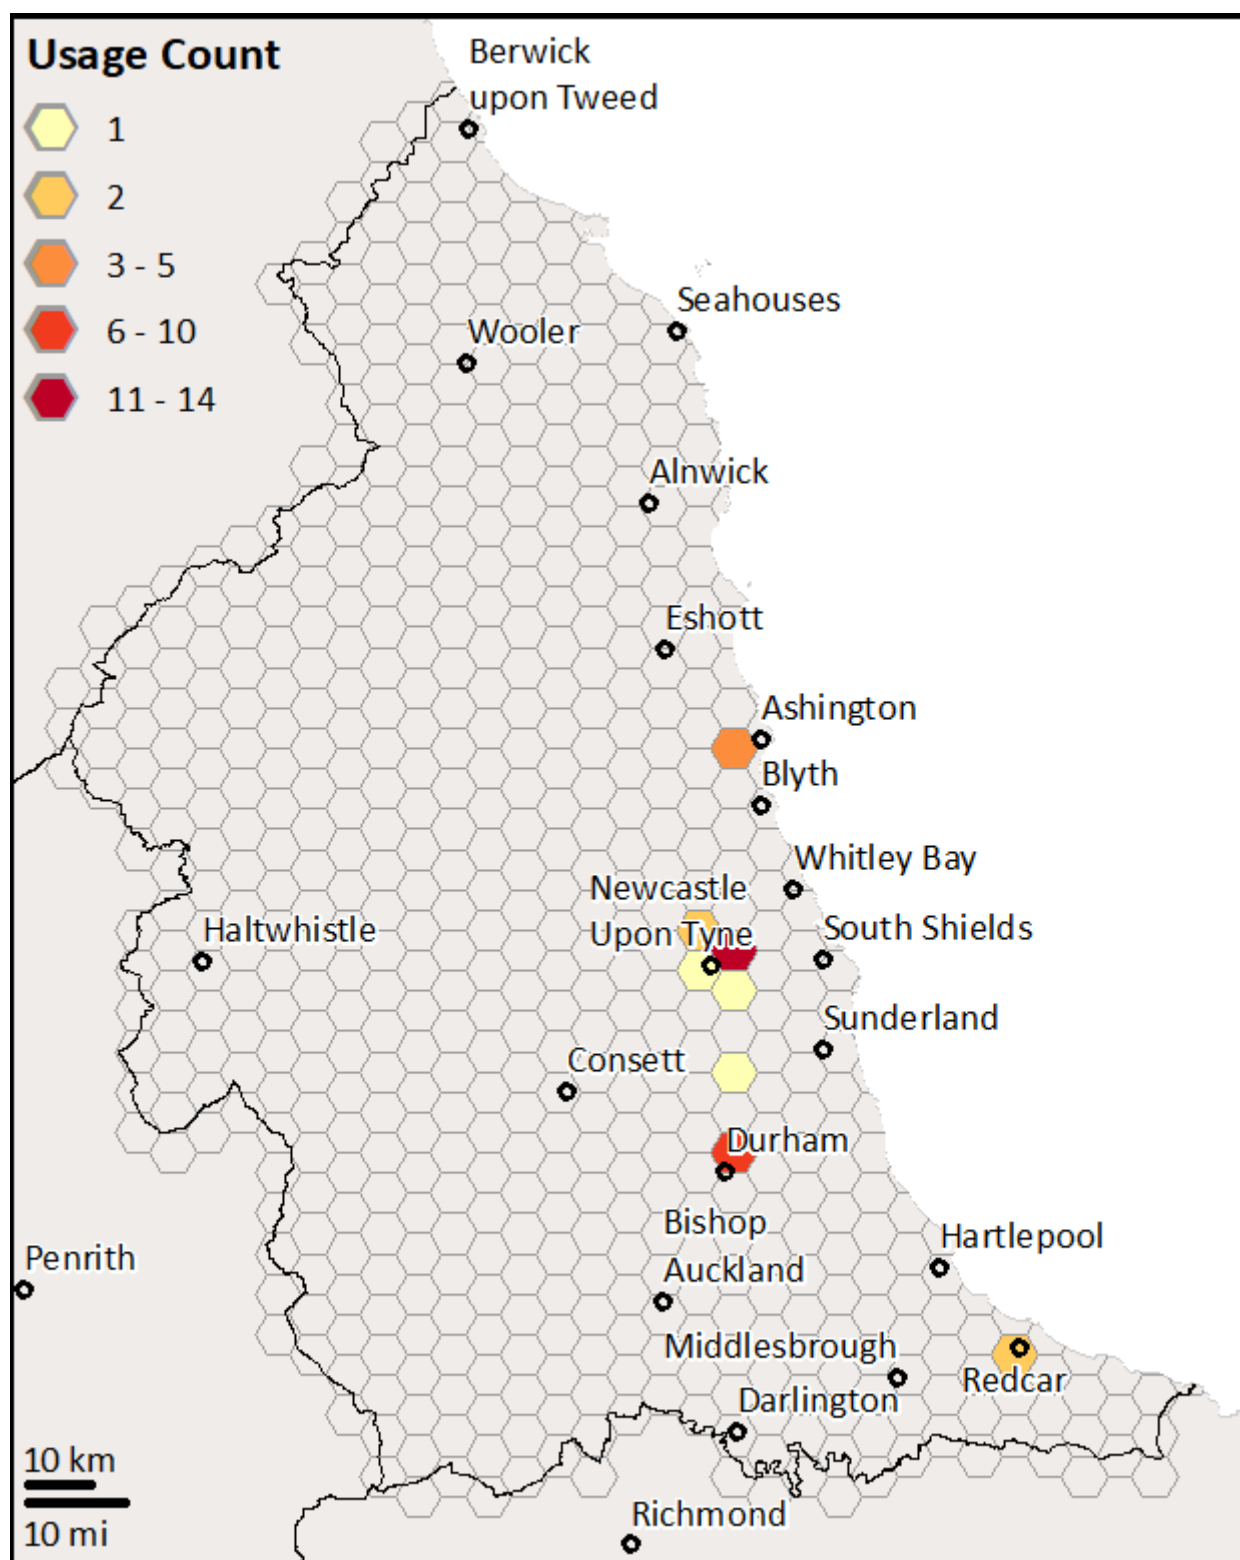 Usage Count
1
2
3 - 5
6 - 10
11 - 14
Berwick
upon Tweed
Seahouses
Wooler
Alnwick
Eshott
Ashington
Blyth
Whitley Bay
Newcastle
Upon Tyne
South Shields
Haltwhistle
Sunderland
Consett
Durham
Bishop
Auckland
Hartlepool
Penrith
Middlesbrough
Redcar
Darlington
10 km
10 mi
Richmond